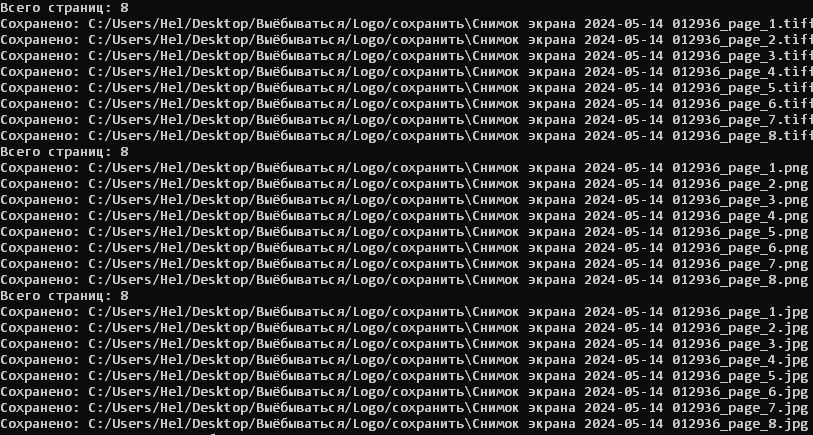 Всего страниц: 8
Сохранено: C:/Users/Hel/Desktop/Выёбываться/Logo/сохранить\Снимок экрана 2024-05-14 012936_page_1.tiff
Сохранено: C:/Users/Hel/Desktop/Выёбываться/Logo/сохранить\Снимок экрана 2024-05-14 012936_page_2.tiff
Сохранено: C:/Users/Hel/Desktop/Выёбываться/Logo/сохранить\Снимок экрана 2024-05-14 012936_page_3.tiff
Сохранено: C:/Users/Hel/Desktop/Выёбываться/Logo/сохранить\Снимок экрана 2024-05-14 012936_page_4.tiff
Сохранено: C:/Users/Hel/Desktop/Выёбываться/Logo/сохранить\Снимок экрана 2024-05-14 012936_page_5.tiff
Сохранено: C:/Users/Hel/Desktop/Выёбываться/Logo/сохранить\Снимок экрана 2024-05-14 012936_page_6.tiff
Сохранено: C:/Users/Hel/Desktop/Выёбываться/Logo/сохранить\Снимок экрана 2024-05-14 012936_page_7.tiff
Сохранено: C:/Users/Hel/Desktop/Выёбываться/Logo/сохранить\Снимок экрана 2024-05-14 012936_page_8.tiff
Всего страниц: 8
Сохранено: C:/Users/Hel/Desktop/Выёбываться/Logo/сохранить\Снимок экрана 2024-05-14 012936_page_1.png
Сохранено: C:/Users/Hel/Desktop/Выёбываться/Logo/сохранить\Снимок экрана 2024-05-14 012936_page_2.png
Сохранено: C:/Users/Hel/Desktop/Выёбываться/Logo/сохранить\Снимок экрана 2024-05-14 012936_page_3.png
Сохранено: C:/Users/Hel/Desktop/Выёбываться/Logo/сохранить\Снимок экрана 2024-05-14 012936_page_4.png
Сохранено: C:/Users/Hel/Desktop/Выёбываться/Logo/сохранить\Снимок экрана 2024-05-14 012936_page_5.png
Сохранено: C:/Users/Hel/Desktop/Выёбываться/Logo/сохранить\Снимок экрана 2024-05-14 012936_page_6.png
Сохранено: C:/Users/Hel/Desktop/Выёбываться/Logo/сохранить\Снимок экрана 2024-05-14 012936_page_7.png
Сохранено: C:/Users/Hel/Desktop/Выёбываться/Logo/сохранить\Снимок экрана 2024-05-14 012936_page_8.png
Всего страниц: 8
Сохранено: C:/Users/Hel/Desktop/Выёбываться/Logo/сохранить\Снимок экрана 2024-05-14 012936_page_1.jpg
Сохранено: C:/Users/Hel/Desktop/Выёбываться/Logo/сохранить\Снимок экрана 2024-05-14 012936_page_2.jpg
Сохранено: C:/Users/Hel/Desktop/Выёбываться/Logo/сохранить\Снимок экрана 2024-05-14 012936_page_3.jpg
Сохранено: C:/Users/Hel/Desktop/Выёбываться/Logo/сохранить\Снимок экрана 2024-05-14 012936_page_4.jpg
Сохранено: C:/Users/Hel/Desktop/Выёбываться/Logo/сохранить\Снимок экрана 2024-05-14 012936_page_5.jpg
Сохранено: C:/Users/Hel/Desktop/Выёбываться/Logo/сохранить\Снимок экрана 2024-05-14 012936_page_6.jpg
Сохранено: C:/Users/Hel/Desktop/Выёбываться/Logo/сохранить\Снимок экрана 2024-05-14 012936_page_7.jpg
Сохранено: C:/Users/Hel/Desktop/Выёбываться/Logo/сохранить\Снимок экрана 2024-05-14 012936_page_8.jpg